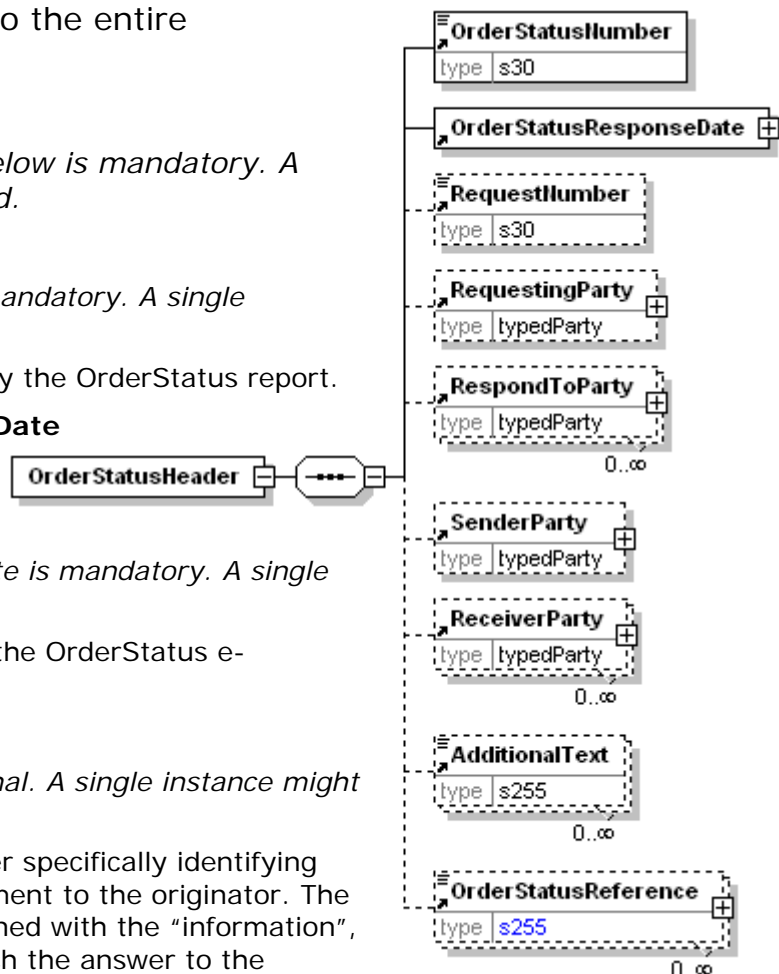 o the entire
elow is mandatory. A
d.
andatory. A single
y the OrderStatus report.
Date
te is mandatory. A single
the OrderStatus e-
nal. A single instance might
er specifically identifying
nent to the originator. The
ned with the “information”,
h the answer to the
OrderStatusHeader
OrderStatusNumber
type s30
OrderStatusResponseDate
RequestNumber
type s30
RequestingParty
type typedParty
RespondToParty
type typedParty
0..∞
SenderParty
type typedParty
ReceiverParty
type typedParty
0..∞
AdditionalText
type s255
0..∞
OrderStatusReference
type s255
0..∞